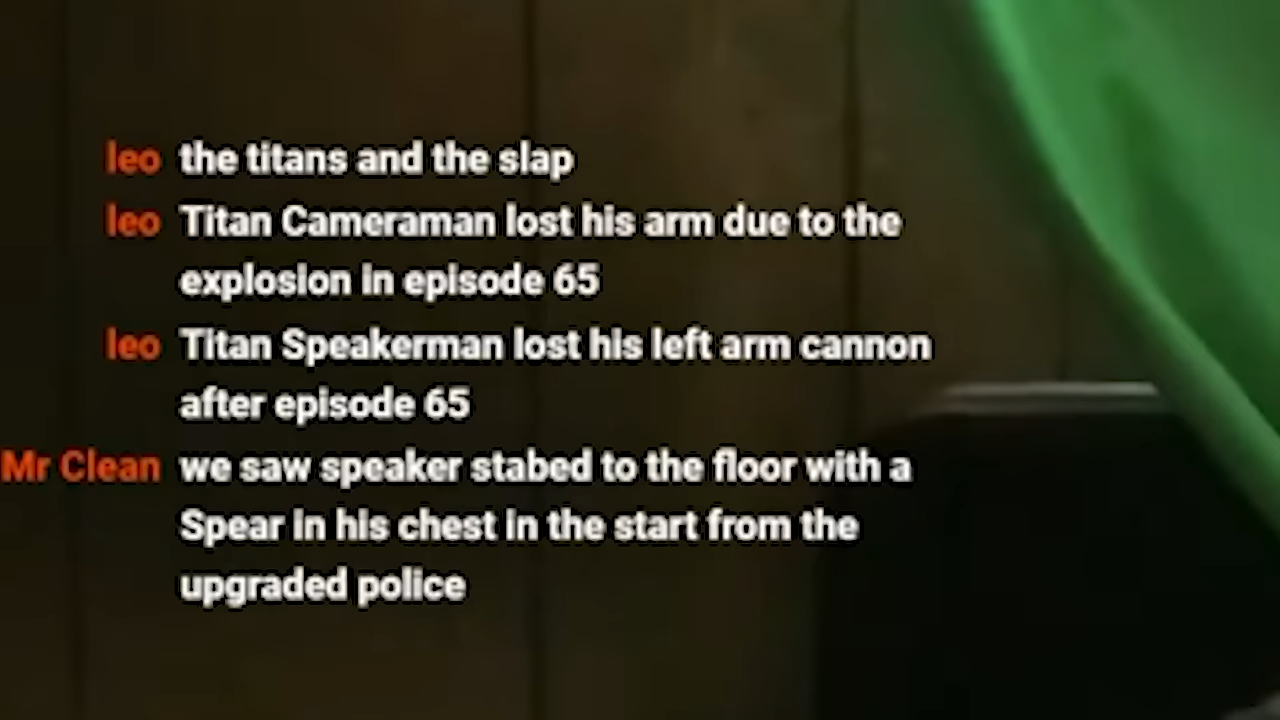 leo the titans and the slap
leo Titan Cameraman lost his arm due to the
explosion in episode 65
leo Titan Speakerman lost his left arm cannon
after episode 65
Mr Clean we saw speaker stabed to the floor with a
Spear in his chest in the start from the
upgraded police